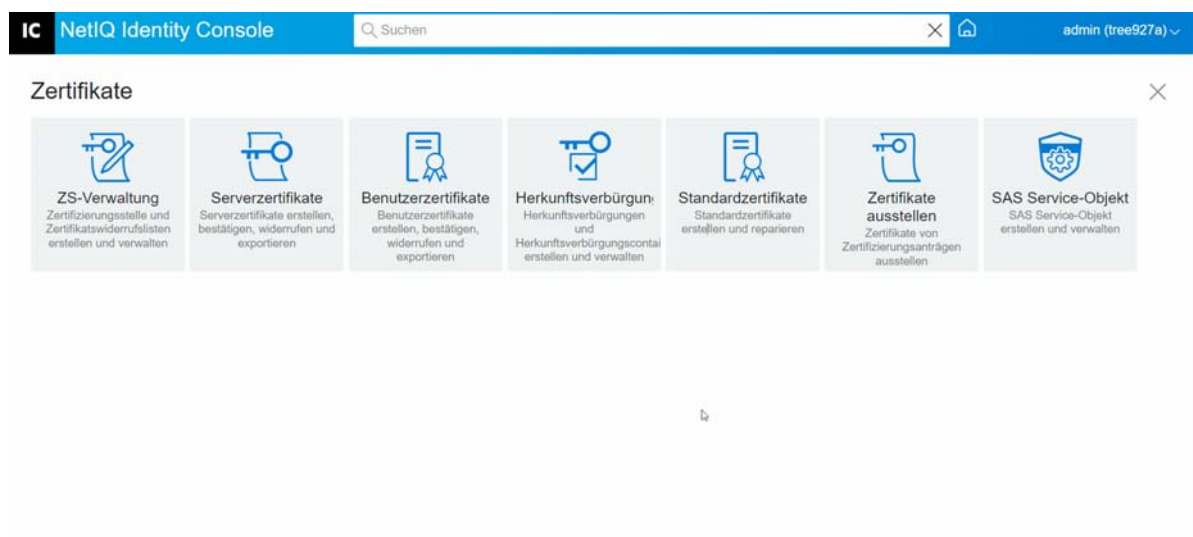 IC NetIQ Identity Console
Suchen
admin (tree927a)
Zertifikate
ZS-Verwaltung
Zertifizierungsstelle und
Zertifikatswiderrufslisten
erstellen und verwalten
Serverzertifikate
Serverzertifikate erstellen,
bestätigen, widerrufen und
exportieren
Benutzerzertifikate
Benutzerzertifikate
erstellen, bestätigen,
widerrufen und
exportieren
Herkunftsverbürgun
Herkunftsverbürgungen
und
Herkunftsverbürgungscontai
erstellen und verwalten
Standardzertifikate
Standardzertifikate
erstellen und reparieren
Zertifikate
ausstellen
Zertifikate von
Zertifizierungsanträgen
ausstellen
SAS Service-Objekt
SAS Service-Objekt
erstellen und verwalten